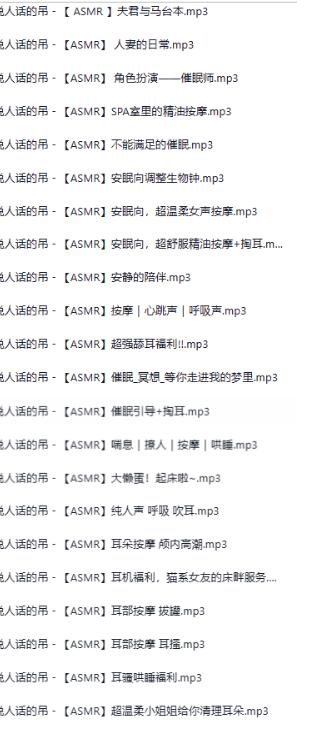 说人话的吊 - 【 ASMR 】夫君与马台本.mp3
说人话的吊 - 【ASMR】 人妻的日常.mp3
说人话的吊 - 【ASMR】 角色扮演——催眠师.mp3
说人话的吊 - 【ASMR】SPA室里的精油按摩.mp3
说人话的吊 - 【ASMR】不能满足的催眠.mp3
说人话的吊 - 【ASMR】安眠向调整生物钟.mp3
说人话的吊 - 【ASMR】安眠向，超温柔女声按摩.mp3
说人话的吊 - 【ASMR】安眠向，超舒服精油按摩+掏耳.m...
说人话的吊 - 【ASMR】安静的陪伴.mp3
说人话的吊 - 【ASMR】按摩 | 心跳声 | 呼吸声.mp3
说人话的吊 - 【ASMR】超强舔耳福利!!.mp3
说人话的吊 - 【ASMR】催眠_冥想_等你走进我的梦里.mp3
说人话的吊 - 【ASMR】催眠引导+掏耳.mp3
说人话的吊 - 【ASMR】喘息 | 撩人 | 按摩 | 哄睡.mp3
说人话的吊 - 【ASMR】大懒蛋！起床啦~.mp3
说人话的吊 - 【ASMR】纯人声 呼吸 吹耳.mp3
说人话的吊 - 【ASMR】耳朵按摩 颅内高潮.mp3
说人话的吊 - 【ASMR】耳机福利，猫系女友的床畔服务....
说人话的吊 - 【ASMR】耳部按摩 拔罐.mp3
说人话的吊 - 【ASMR】耳部按摩 耳搔.mp3
说人话的吊 - 【ASMR】耳骚哄睡福利.mp3
说人话的吊 - 【ASMR】超温柔小姐姐给你清理耳朵.mp3